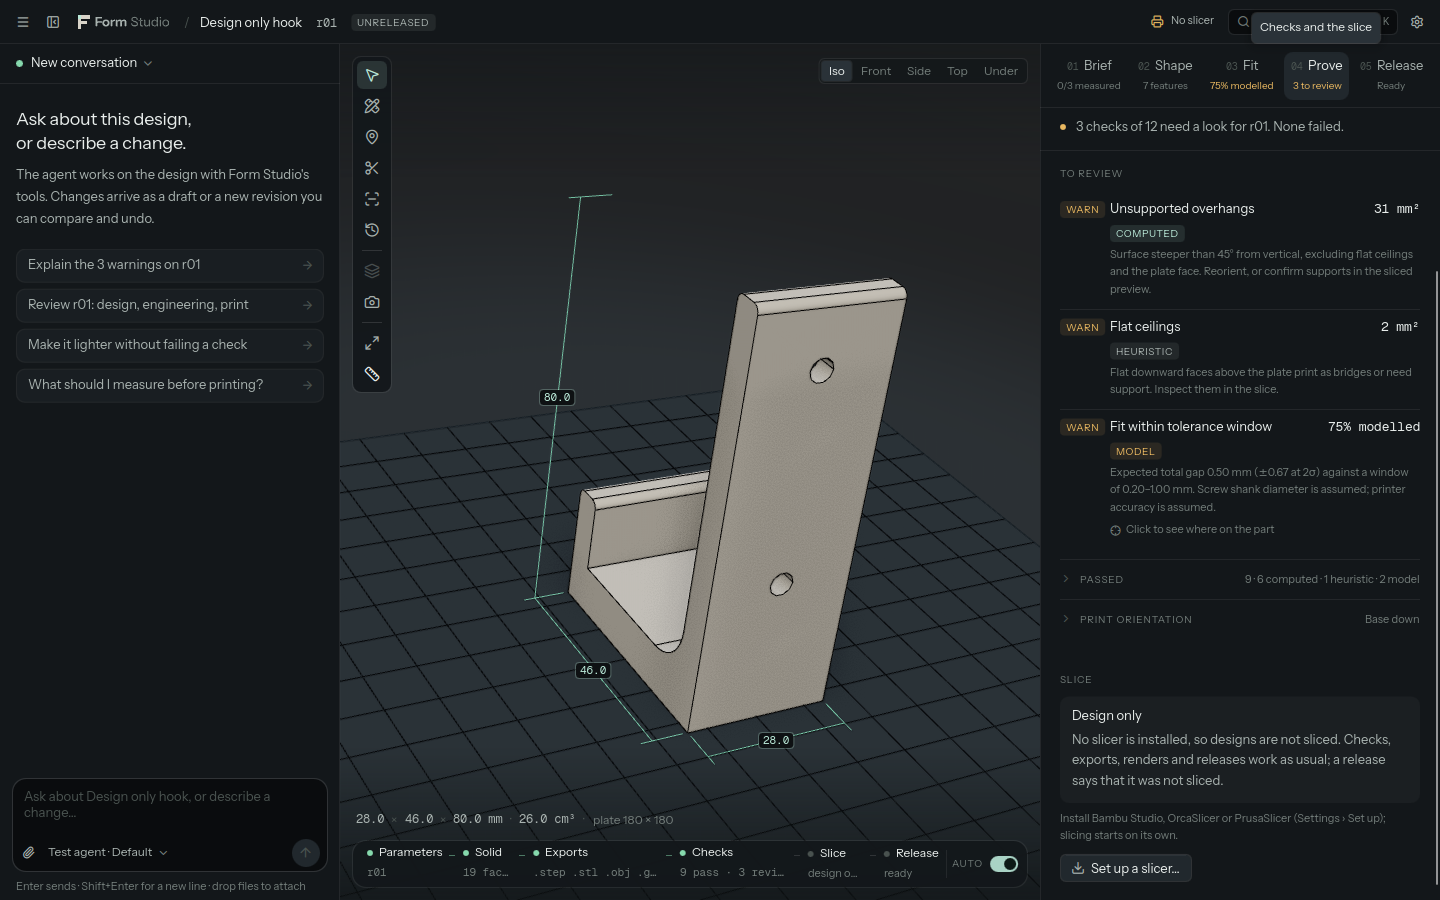 Form Studio / Design only hook r01 UNRELEASED
No slicer
K
Checks and the slice
New conversation
Ask about this design,
or describe a change.
The agent works on the design with Form Studio's
tools. Changes arrive as a draft or a new revision you
can compare and undo.
Explain the 3 warnings on r01
Review r01: design, engineering, print
Make it lighter without failing a check
What should I measure before printing?
Ask about Design only hook, or describe a
change...
Test agent · Default
Enter sends · Shift+Enter for a new line · drop files to attach
Iso Front Side Top Under
80.0
46.0
28.0
28.0 × 46.0 × 80.0 mm · 26.0 cm³ · plate 180 × 180
Parameters Solid Exports Checks Slice Release
r01 19 fac… .step .stl .obj .g… 9 pass · 3 revi… design o… ready
AUTO
01 Brief 02 Shape 03 Fit 04 Prove 05 Release
0/3 measured 7 features 75% modelled 3 to review Ready
3 checks of 12 need a look for r01. None failed.
TO REVIEW
WARN Unsupported overhangs 31 mm²
COMPUTED
Surface steeper than 45° from vertical, excluding flat ceilings
and the plate face. Reorient, or confirm supports in the sliced
preview.
WARN Flat ceilings 2 mm²
HEURISTIC
Flat downward faces above the plate print as bridges or need
support. Inspect them in the slice.
WARN Fit within tolerance window 75% modelled
MODEL
Expected total gap 0.50 mm (±0.67 at 2σ) against a window
of 0.20–1.00 mm. Screw shank diameter is assumed; printer
accuracy is assumed.
Click to see where on the part
PASSED 9 · 6 computed · 1 heuristic · 2 model
PRINT ORIENTATION Base down
SLICE
Design only
No slicer is installed, so designs are not sliced. Checks,
exports, renders and releases work as usual; a release
says that it was not sliced.
Install Bambu Studio, OrcaSlicer or PrusaSlicer (Settings › Set up);
slicing starts on its own.
Set up a slicer...